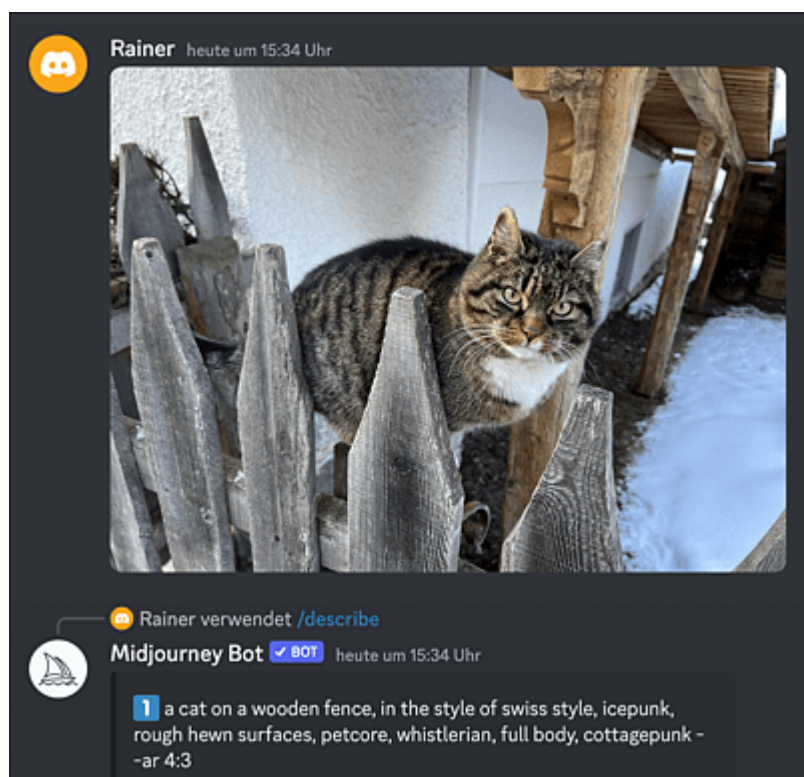 Rainer heute um 15:34 Uhr
Rainer verwendet /describe
Midjourney Bot ✓ BOT heute um 15:34 Uhr
1 a cat on a wooden fence, in the style of swiss style, icepunk,
rough hewn surfaces, petcore, whistlerian, full body, cottagepunk -
-ar 4:3